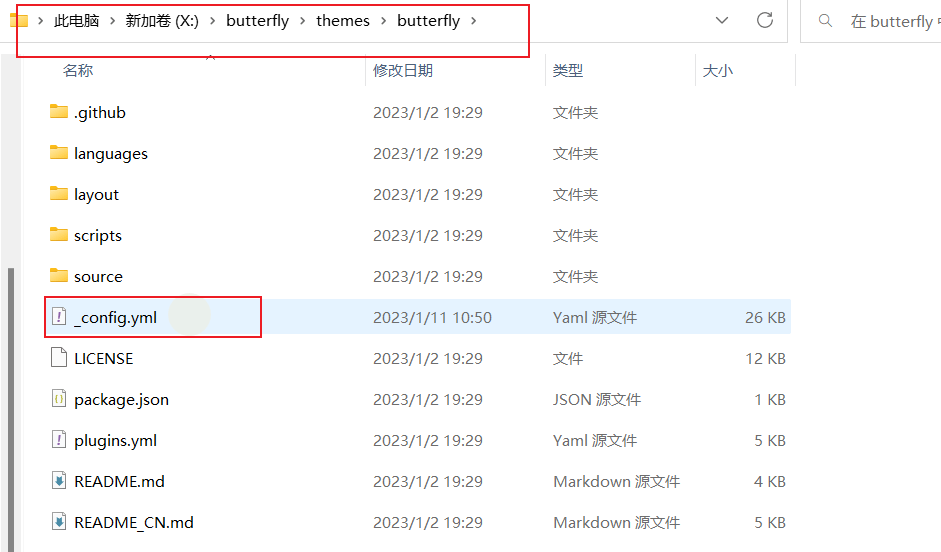 此电脑 > 新加卷 (X:) > butterfly > themes > butterfly > 在 butterfly
名称 修改日期 类型 大小
.github 2023/1/2 19:29 文件夹
languages 2023/1/2 19:29 文件夹
layout 2023/1/2 19:29 文件夹
scripts 2023/1/2 19:29 文件夹
source 2023/1/2 19:29 文件夹
_config.yml 2023/1/11 10:50 Yaml 源文件 26 KB
LICENSE 2023/1/2 19:29 文件 12 KB
package.json 2023/1/2 19:29 JSON 源文件 1 KB
plugins.yml 2023/1/2 19:29 Yaml 源文件 5 KB
README.md 2023/1/2 19:29 Markdown 源文件 4 KB
README_CN.md 2023/1/2 19:29 Markdown 源文件 5 KB